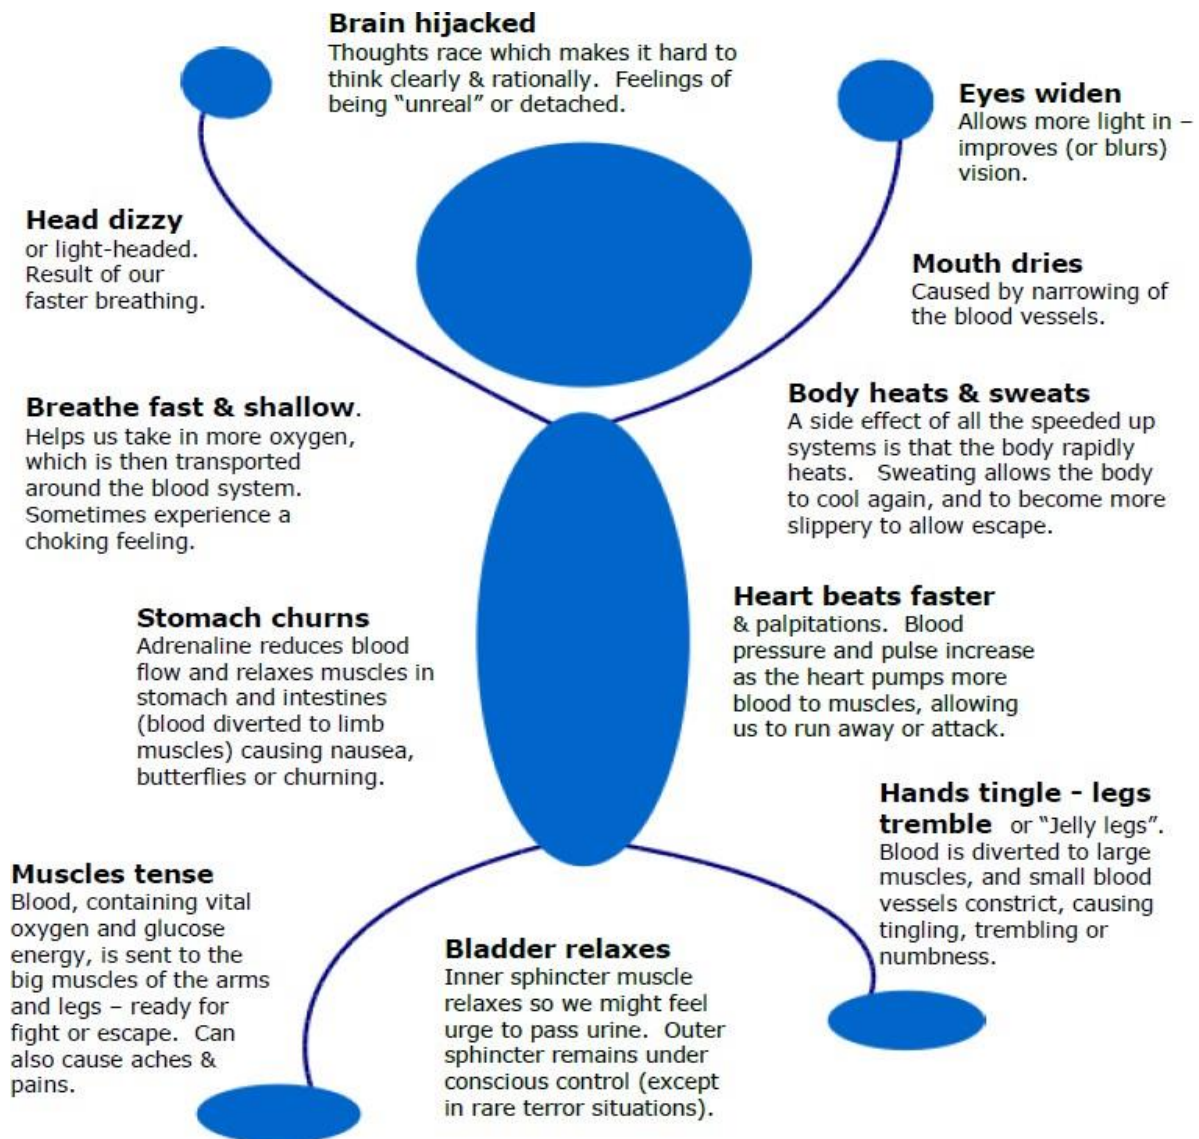 Brain hijacked
Thoughts race which makes it hard to
think clearly & rationally. Feelings of
being “unreal” or detached.
Eyes widen
Allows more light in –
improves (or blurs)
vision.
Head dizzy
or light-headed.
Result of our
faster breathing.
Mouth dries
Caused by narrowing of
the blood vessels.
Breathe fast & shallow.
Helps us take in more oxygen,
which is then transported
around the blood system.
Sometimes experience a
choking feeling.
Body heats & sweats
A side effect of all the speeded up
systems is that the body rapidly
heats. Sweating allows the body
to cool again, and to become more
slippery to allow escape.
Stomach churns
Adrenaline reduces blood
flow and relaxes muscles in
stomach and intestines
(blood diverted to limb
muscles) causing nausea,
butterflies or churning.
Heart beats faster
& palpitations. Blood
pressure and pulse increase
as the heart pumps more
blood to muscles, allowing
us to run away or attack.
Hands tingle - legs
tremble or “Jelly legs”.
Blood is diverted to large
muscles, and small blood
vessels constrict, causing
tingling, trembling or
numbness.
Muscles tense
Blood, containing vital
oxygen and glucose
energy, is sent to the
big muscles of the arms
and legs – ready for
fight or escape. Can
also cause aches &
pains.
Bladder relaxes
Inner sphincter muscle
relaxes so we might feel
urge to pass urine. Outer
sphincter remains under
conscious control (except
in rare terror situations).